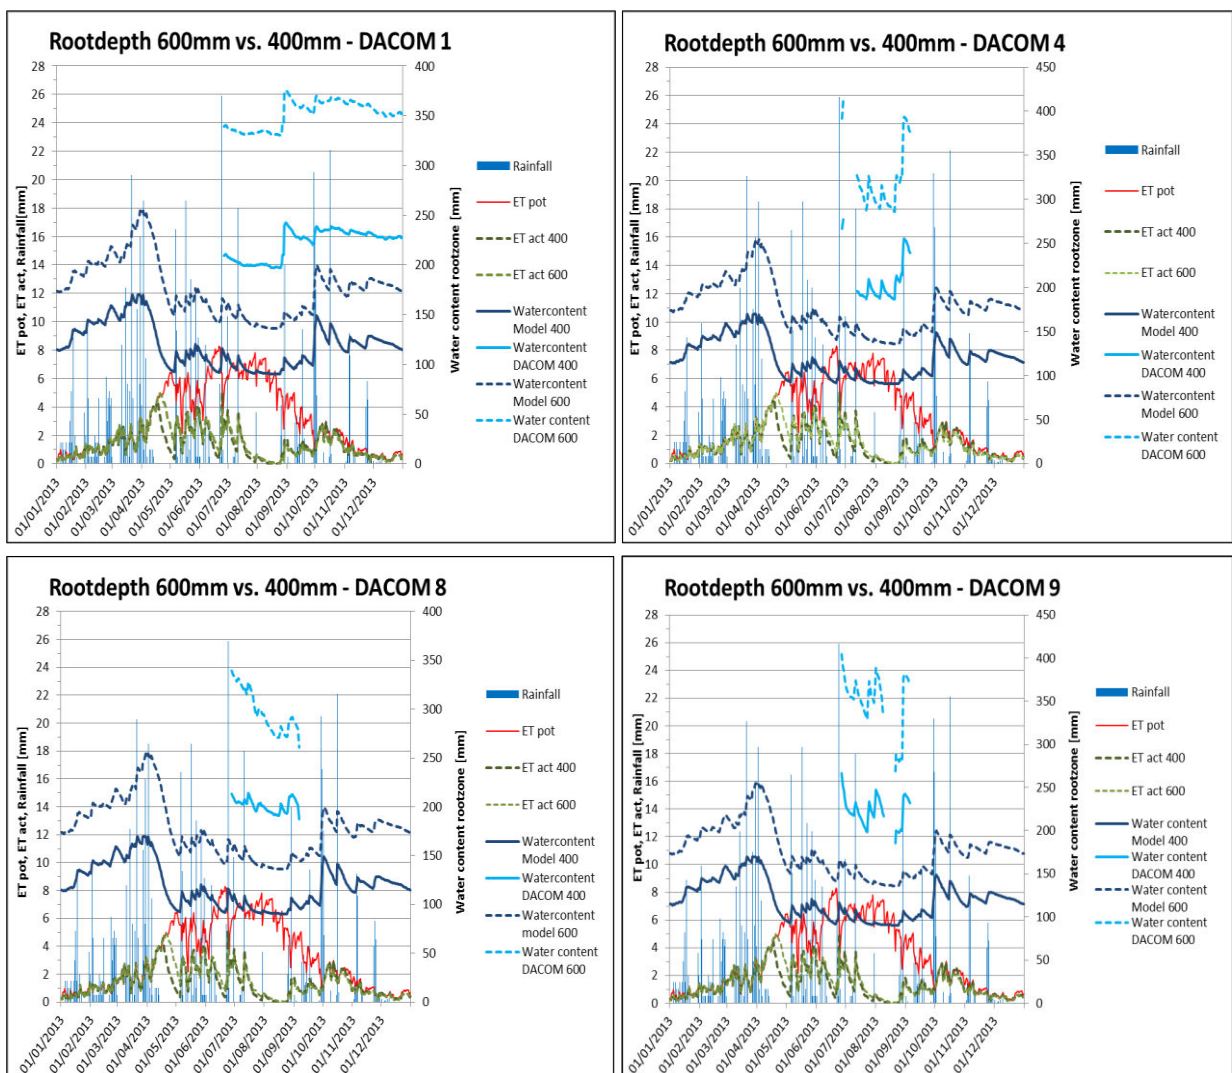 Rootdepth 600mm vs. 400mm - DACOM 1
28
26
24
22
20
18
16
14
12
10
8
6
4
2
0
ET pot, ET act, Rainfall[mm]
400
350
300
250
200
150
100
50
0
Water content rootzone [mm]
01/01/2013
01/02/2013
01/03/2013
01/04/2013
01/05/2013
01/06/2013
01/07/2013
01/08/2013
01/09/2013
01/10/2013
01/11/2013
01/12/2013
Rainfall
ET pot
ET act 400
ET act 600
Watercontent
Model 400
Watercontent
DACOM 400
Watercontent
Model 600
Water content
DACOM 600
Rootdepth 600mm vs. 400mm - DACOM 4
28
26
24
22
20
18
16
14
12
10
8
6
4
2
0
ET pot, ET act, Rainfall [mm]
450
400
350
300
250
200
150
100
50
0
Water content rootzone [mm]
01/01/2013
01/02/2013
01/03/2013
01/04/2013
01/05/2013
01/06/2013
01/07/2013
01/08/2013
01/09/2013
01/10/2013
01/11/2013
01/12/2013
Rainfall
ET pot
ET act 400
ET act 600
Watercontent
Model 400
Watercontent
DACOM 400
Watercontent
Model 600
Water content
DACOM 600
Rootdepth 600mm vs. 400mm - DACOM 8
28
26
24
22
20
18
16
14
12
10
8
6
4
2
0
ET pot, ET act, Rainfall [mm]
400
350
300
250
200
150
100
50
0
Water content rootzone [mm]
01/01/2013
01/02/2013
01/03/2013
01/04/2013
01/05/2013
01/06/2013
01/07/2013
01/08/2013
01/09/2013
01/10/2013
01/11/2013
01/12/2013
Rainfall
ET pot
ET act 400
ET act 600
Watercontent
Model 400
Watercontent
DACOM 400
Watercontent
model 600
Water content
DACOM 600
Rootdepth 600mm vs. 400mm - DACOM 9
28
26
24
22
20
18
16
14
12
10
8
6
4
2
0
ET pot, ET act, Rainfall [mm]
450
400
350
300
250
200
150
100
50
0
Water content rootzone [mm]
01/01/2013
01/02/2013
01/03/2013
01/04/2013
01/05/2013
01/06/2013
01/07/2013
01/08/2013
01/09/2013
01/10/2013
01/11/2013
01/12/2013
Rainfall
ET pot
ET act 400
ET act 600
Water content
Model 400
Water content
DACOM 400
Water content
Model 600
Water content
DACOM 600